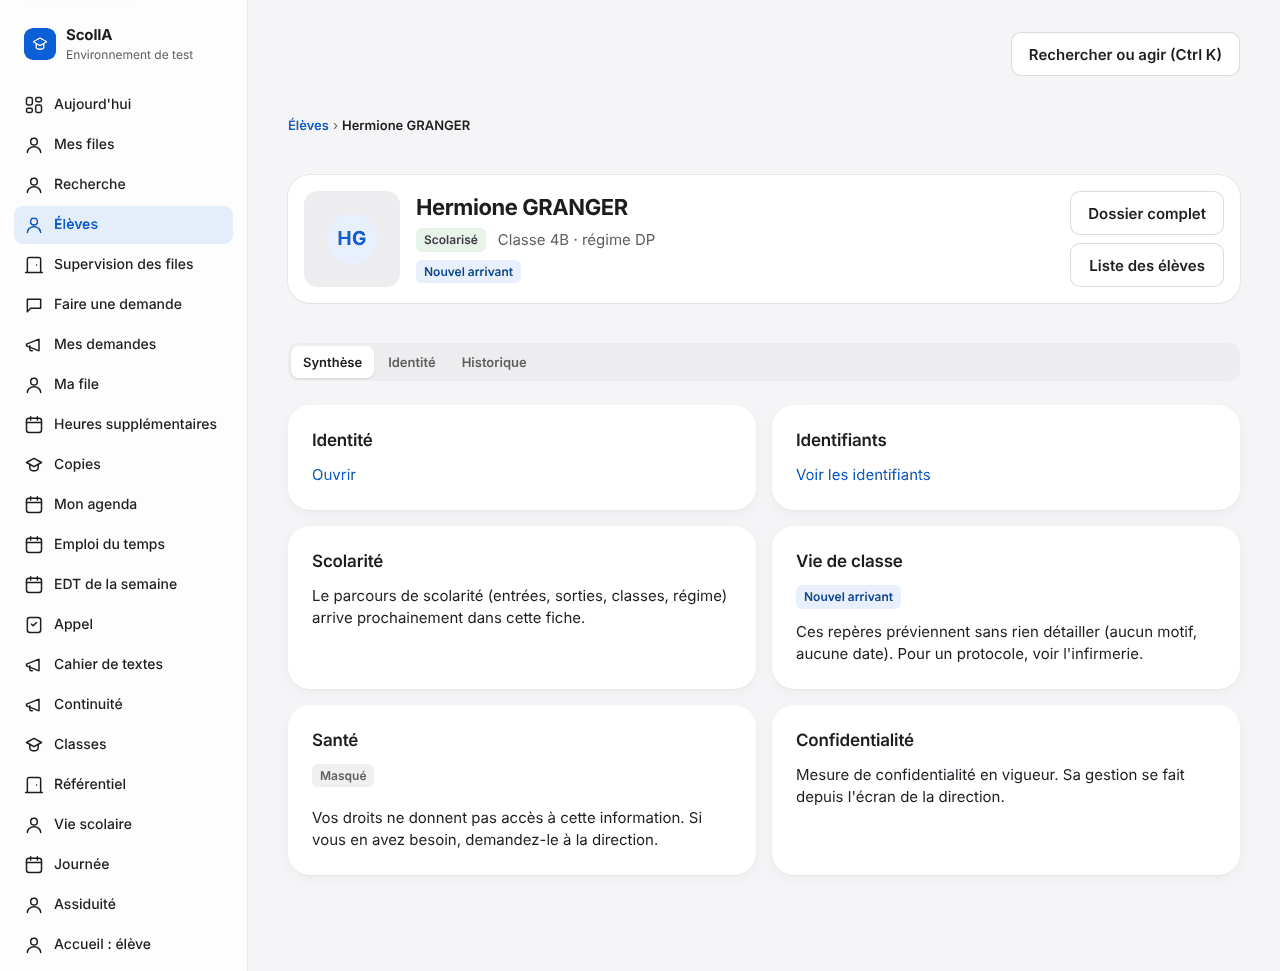 ScolIA
Environnement de test
Aujourd'hui
Mes files
Recherche
Élèves
Supervision des files
Faire une demande
Mes demandes
Ma file
Heures supplémentaires
Copies
Mon agenda
Emploi du temps
EDT de la semaine
Appel
Cahier de textes
Continuité
Classes
Référentiel
Vie scolaire
Journée
Assiduité
Accueil : élève
Rechercher ou agir (Ctrl K)
Élèves › Hermione GRANGER
HG
Hermione GRANGER
Scolarisé Classe 4B · régime DP
Nouvel arrivant
Dossier complet
Liste des élèves
Synthèse Identité Historique
Identité
Ouvrir
Identifiants
Voir les identifiants
Scolarité
Le parcours de scolarité (entrées, sorties, classes, régime)
arrive prochainement dans cette fiche.
Vie de classe
Nouvel arrivant
Ces repères préviennent sans rien détailler (aucun motif,
aucune date). Pour un protocole, voir l'infirmerie.
Santé
Masqué
Vos droits ne donnent pas accès à cette information. Si
vous en avez besoin, demandez-le à la direction.
Confidentialité
Mesure de confidentialité en vigueur. Sa gestion se fait
depuis l'écran de la direction.